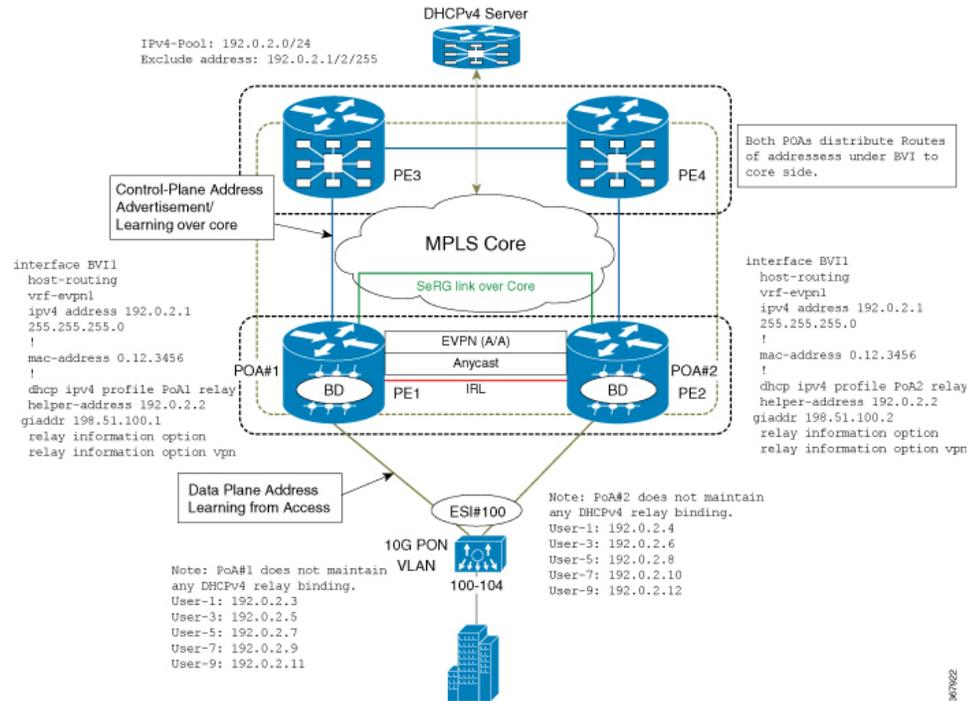 DHCPv4 Server
IPv4-Pool: 192.0.2.0/24
Exclude address: 192.0.2.1/2/255
PE3
PE4
Both POAs distribute Routes
of addressess under BVI to
core side.
Control-Plane Address
Advertisement/
Learning over core
MPLS Core
SeRG link over Core
interface BVI1
host-routing
vrf-evpn1
ipv4 address 192.0.2.1
255.255.255.0
!
mac-address 0.12.3456
!
dhcp ipv4 profile PoA1 relay
helper-address 192.0.2.2
giaddr 198.51.100.1
relay information option
relay information option vpn
interface BVI1
host-routing
vrf-evpn1
ipv4 address 192.0.2.1
255.255.255.0
!
mac-address 0.12.3456
!
dhcp ipv4 profile PoA2 relay
helper-address 192.0.2.2
giaddr 198.51.100.2
relay information option
relay information option vpn
POA#1
BD
PE1
EVPN (A/A)
Anycast
IRL
BD
POA#2
PE2
Data Plane Address
Learning from Access
ESI#100
10G PON
VLAN
100-104
Note: PoA#1 does not maintain
any DHCPv4 relay binding.
User-1: 192.0.2.3
User-3: 192.0.2.5
User-5: 192.0.2.7
User-7: 192.0.2.9
User-9: 192.0.2.11
Note: PoA#2 does not maintain
any DHCPv4 relay binding.
User-1: 192.0.2.4
User-3: 192.0.2.6
User-5: 192.0.2.8
User-7: 192.0.2.10
User-9: 192.0.2.12
367922